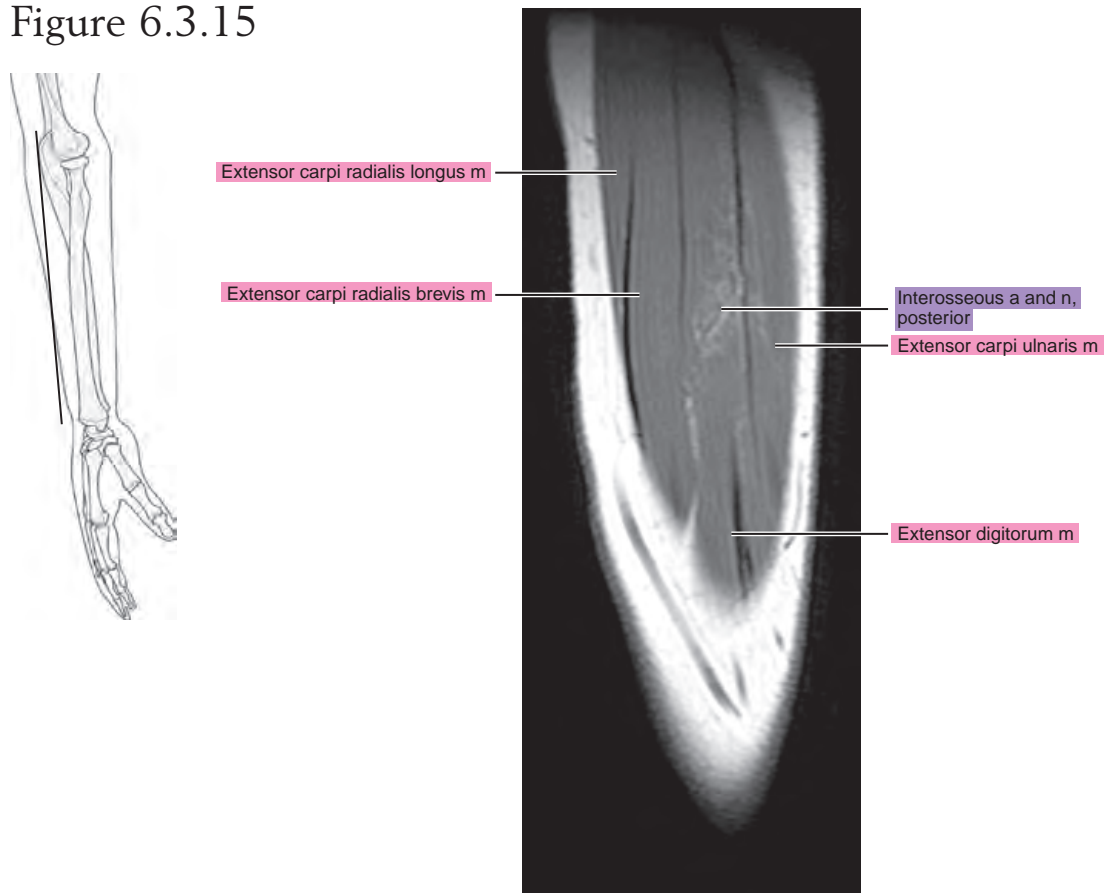 Figure 6.3.15
Extensor carpi radialis longus m
Extensor carpi radialis brevis m
Interosseous a and n,
posterior
Extensor carpi ulnaris m
Extensor digitorum m